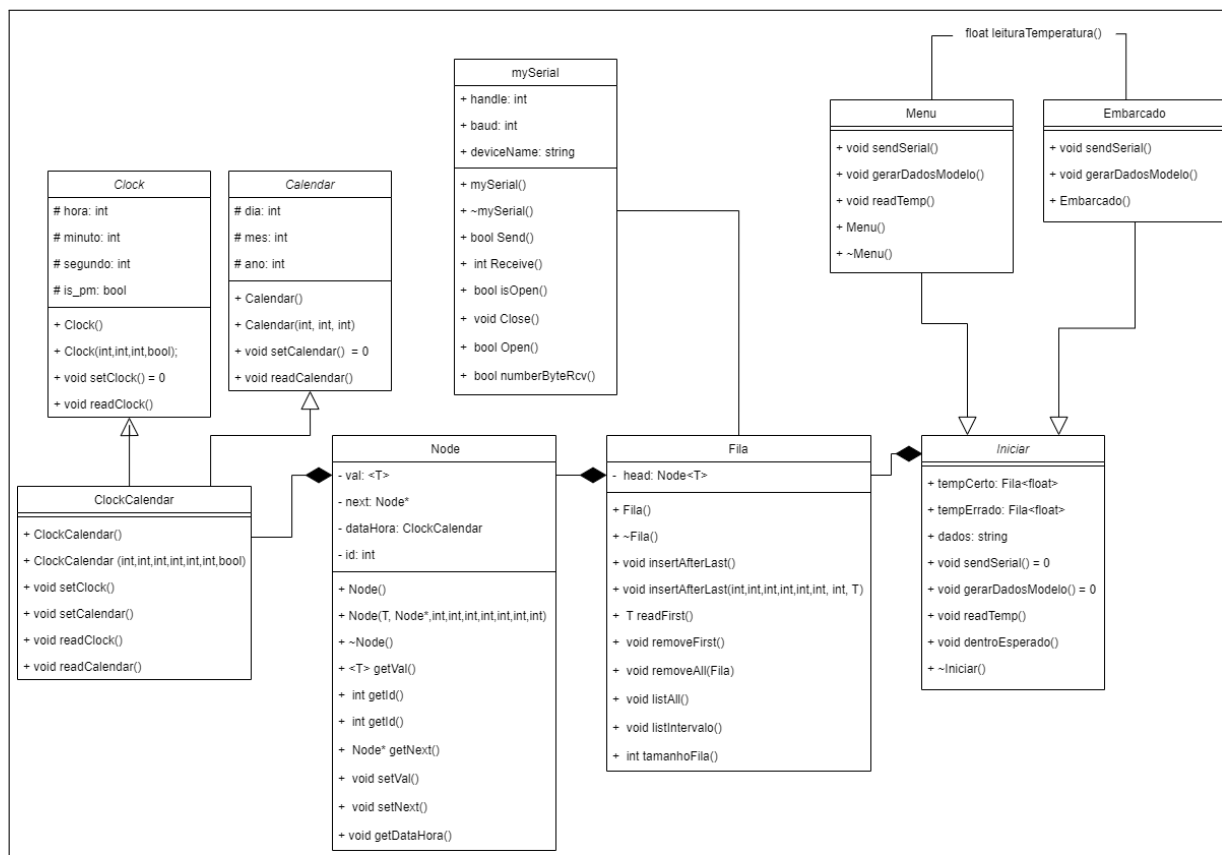 float leituraTemperatura()
mySerial
+ handle: int
+ baud: int
+ deviceName: string
+ mySerial()
+ ~mySerial()
+ bool Send()
+ int Receive()
+ bool isOpen()
+ void Close()
+ bool Open()
+ bool numberByteRcv()
Menu
+ void sendSerial()
+ void gerarDadosModelo()
+ void readTemp()
+ Menu()
+ ~Menu()
Embarcado
+ void sendSerial()
+ void gerarDadosModelo()
+ Embarcado()
Clock
# hora: int
# minuto: int
# segundo: int
# is_pm: bool
+ Clock()
+ Clock(int,int,int,bool);
+ void setClock() = 0
+ void readClock()
Calendar
# dia: int
# mes: int
# ano: int
+ Calendar()
+ Calendar(int, int, int)
+ void setCalendar() = 0
+ void readCalendar()
ClockCalendar
+ ClockCalendar()
+ ClockCalendar (int,int,int,int,int,int,bool)
+ void setClock()
+ void setCalendar()
+ void readClock()
+ void readCalendar()
Node
- val: <T>
- next: Node*
- dataHora: ClockCalendar
- id: int
+ Node()
+ Node(T, Node*,int,int,int,int,int,int,int)
+ ~Node()
+ <T> getVal()
+ int getId()
+ int getId()
+ Node* getNext()
+ void setVal()
+ void setNext()
+ void getDataHora()
Fila
- head: Node<T>
+ Fila()
+ ~Fila()
+ void insertAfterLast()
+ void insertAfterLast(int,int,int,int,int,int, int, T)
+ T readFirst()
+ void removeFirst()
+ void removeAll(Fila)
+ void listAll()
+ void listIntervalo()
+ int tamanhoFila()
Iniciar
+ tempCerto: Fila<float>
+ tempErrado: Fila<float>
+ dados: string
+ void sendSerial() = 0
+ void gerarDadosModelo() = 0
+ void readTemp()
+ void dentroEsperado()
+ ~Iniciar()